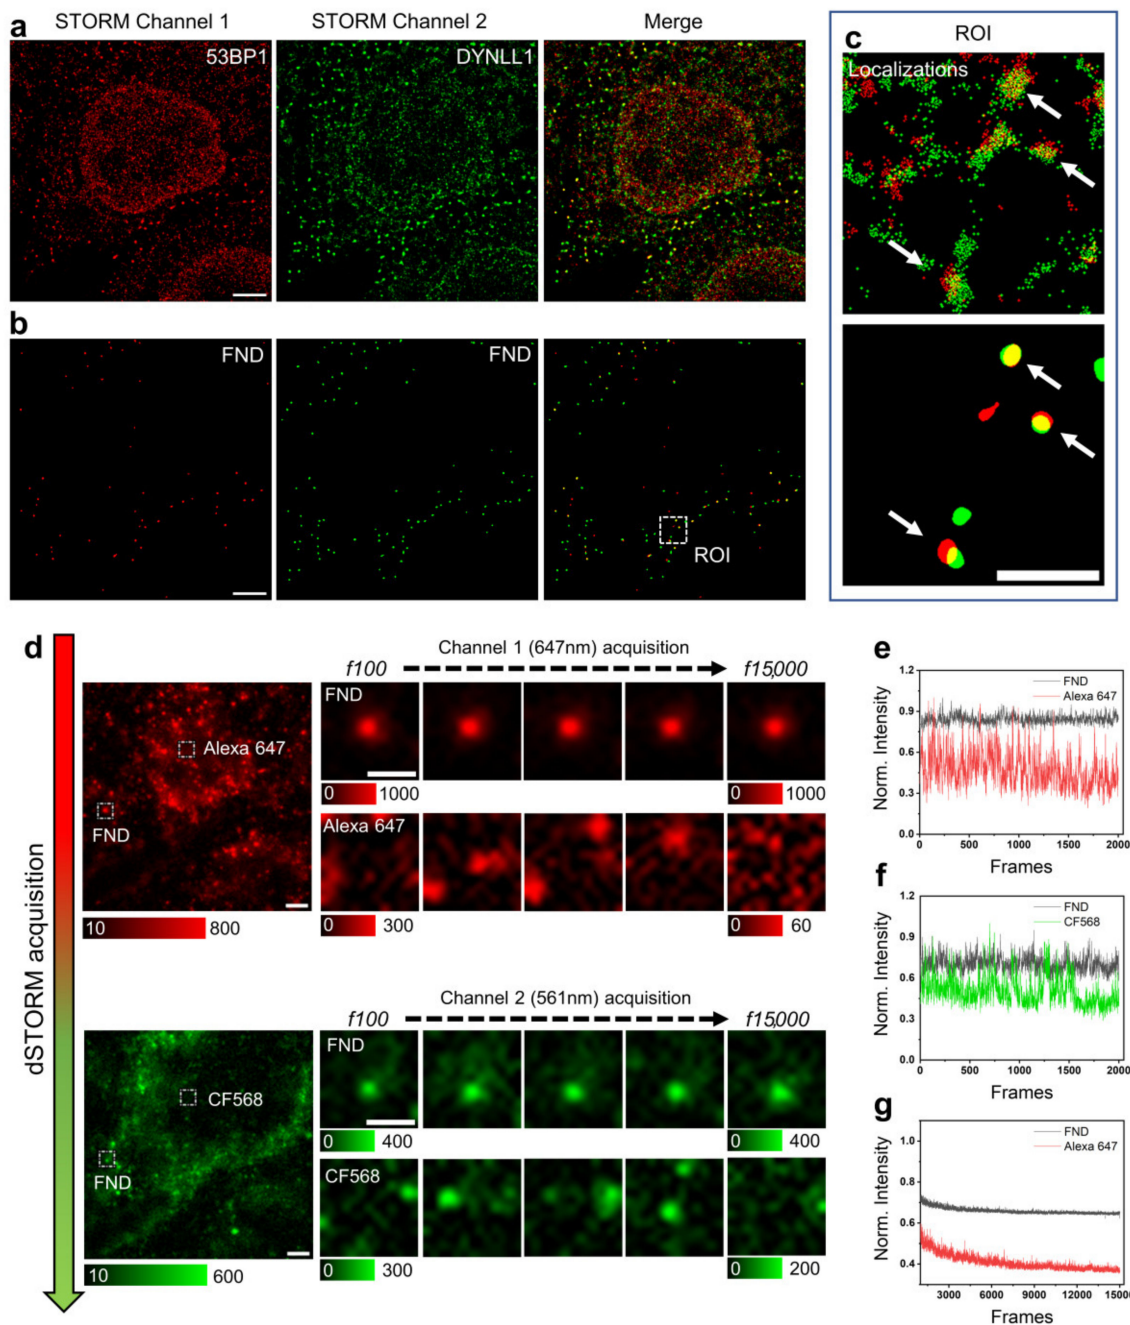 a
STORM Channel 1
STORM Channel 2
Merge
53BP1
DYNLL1
b
FND
FND
ROI
c
ROI
Localizations
d
dSTORM acquisition
Channel 1 (647nm) acquisition
f100
f15,000
Alexa 647
FND
10
800
FND
0
1000
0
1000
Alexa 647
0
300
0
60
Channel 2 (561nm) acquisition
f100
f15,000
CF568
FND
10
600
FND
0
400
0
400
CF568
0
300
0
200
e
1.2
0.9
0.6
0.3
0.0
Norm. Intensity
FND
Alexa 647
0
500
1000
1500
2000
Frames
f
1.2
0.9
0.6
0.3
0.0
Norm. Intensity
FND
CF568
0
500
1000
1500
2000
Frames
g
1.0
0.8
0.6
0.4
Norm. Intensity
FND
Alexa 647
3000
6000
9000
12000
15000
Frames